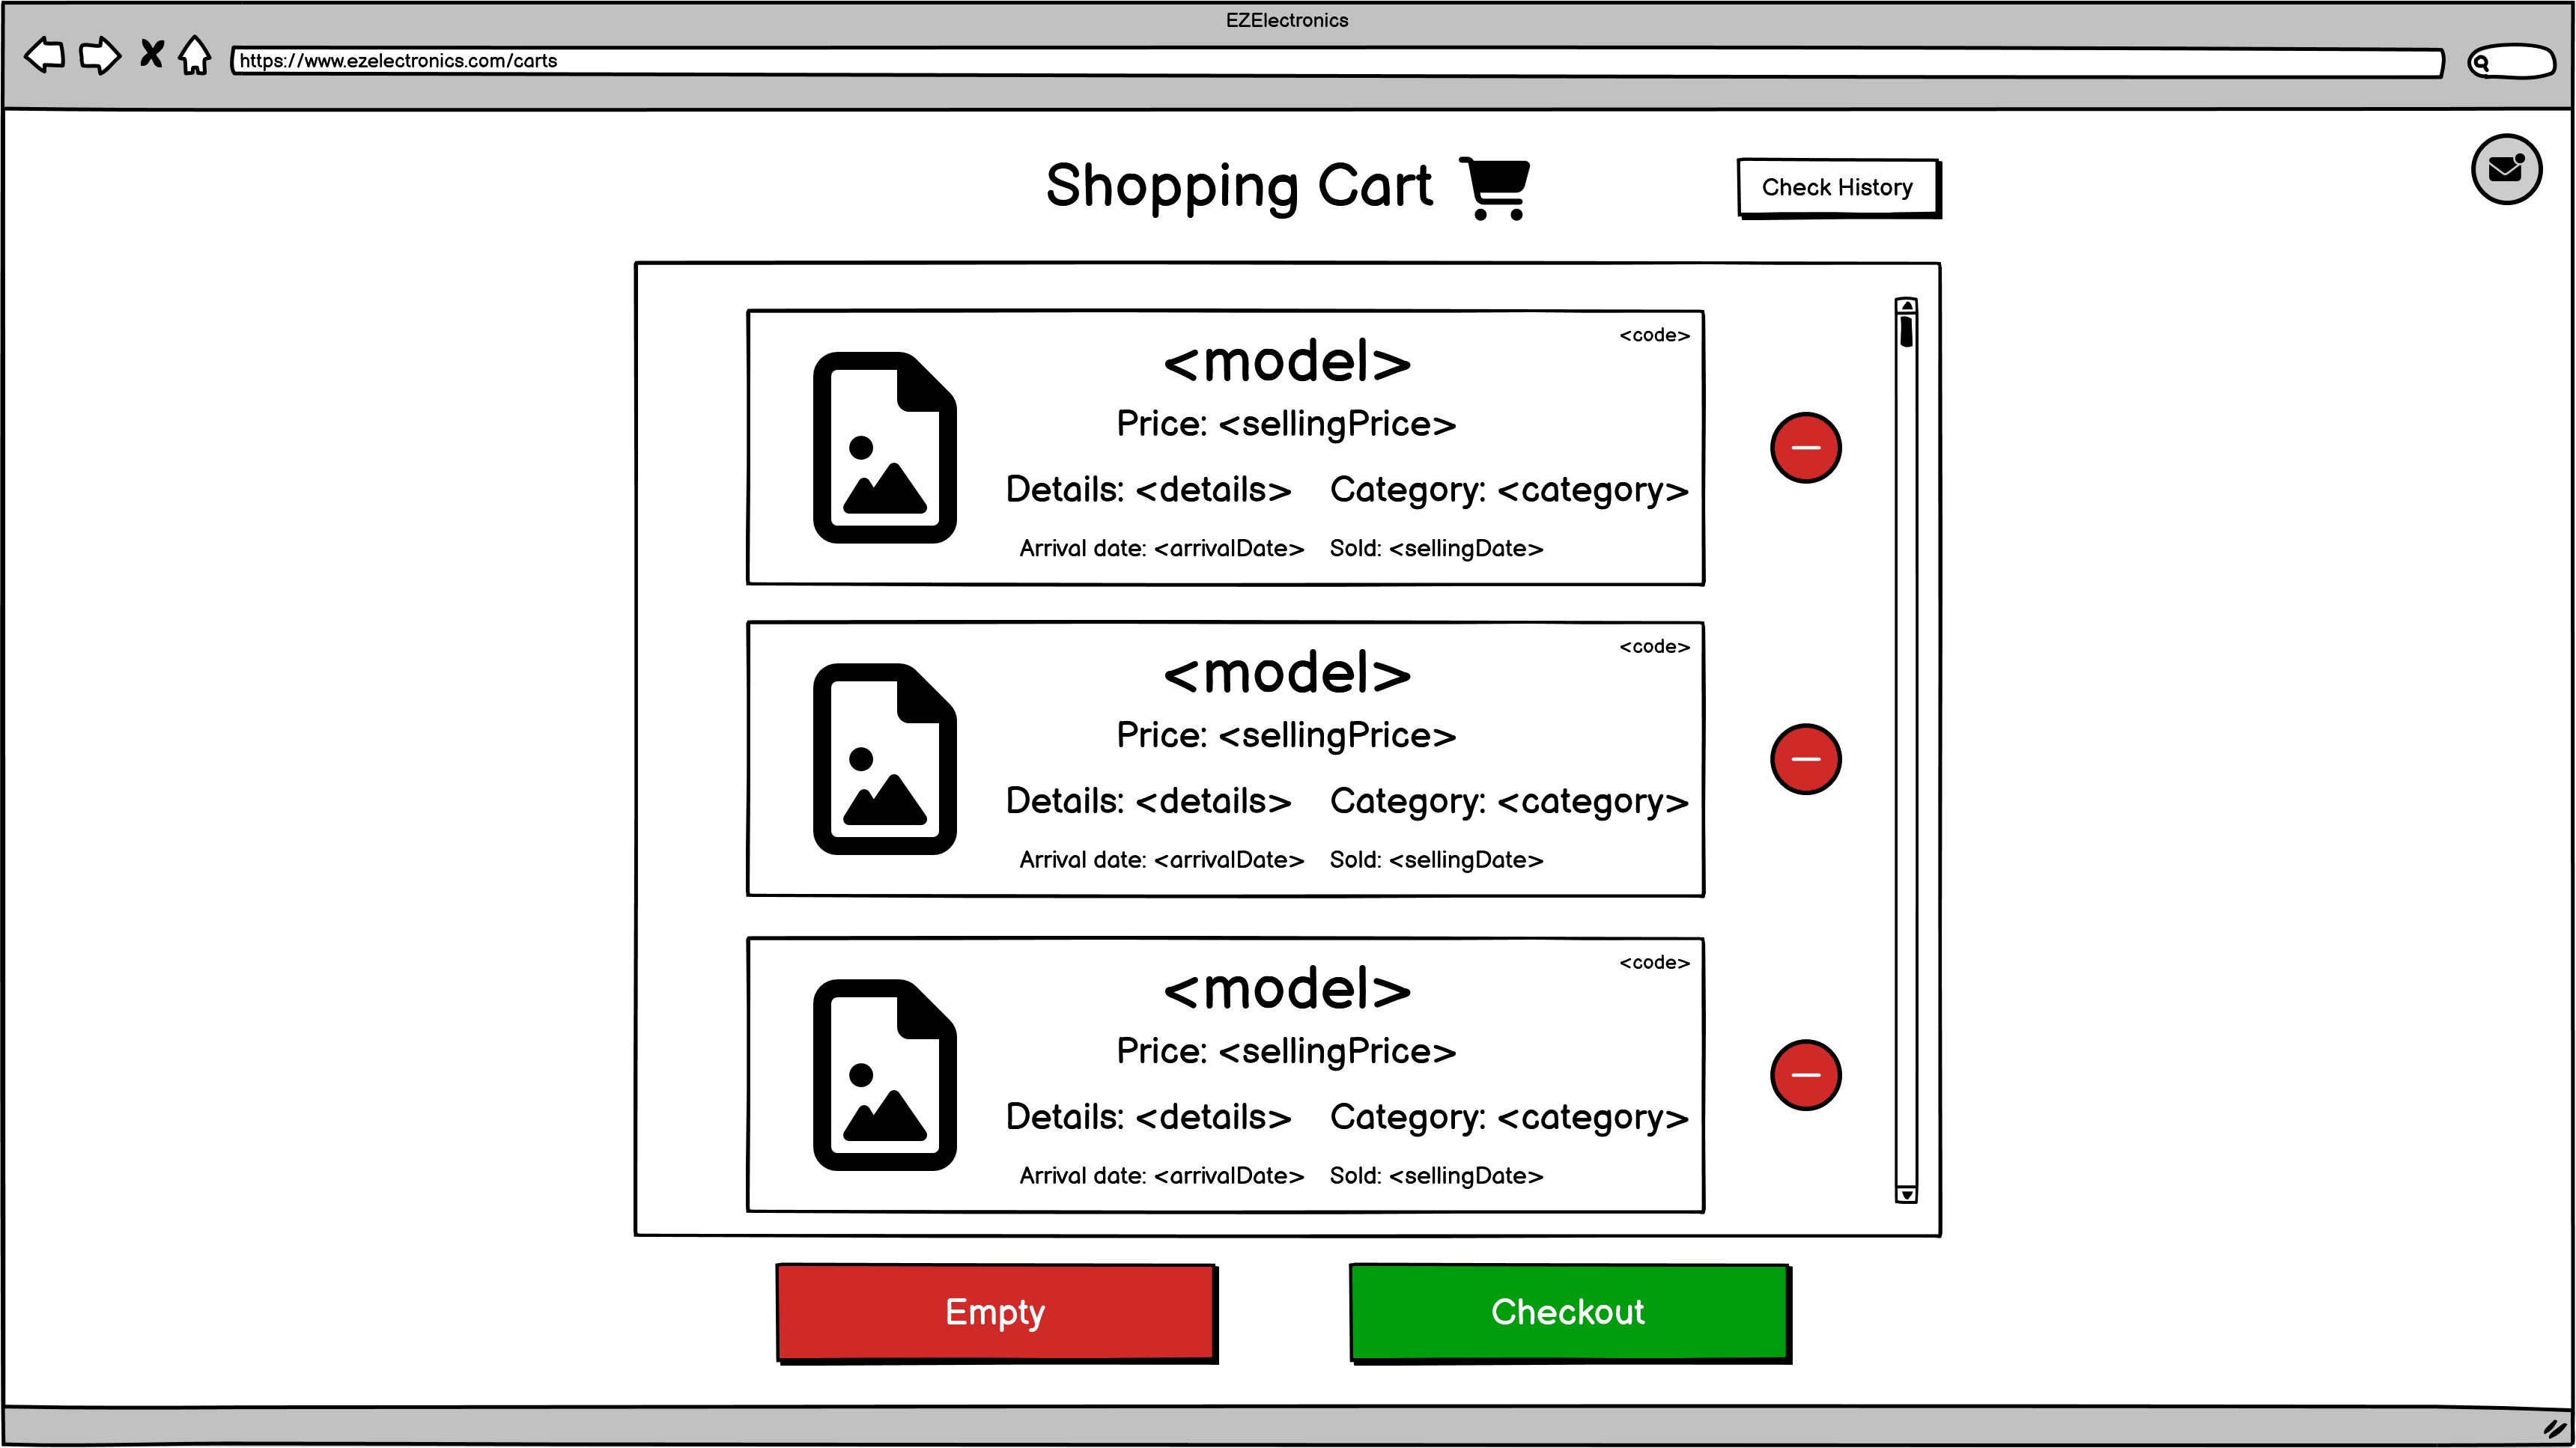 EZElectronics
https://www.ezelectronics.com/carts
Shopping Cart
Check History
<code>
<model>
Price: <sellingPrice>
Details: <details> Category: <category>
Arrival date: <arrivalDate> Sold: <sellingDate>
<code>
<model>
Price: <sellingPrice>
Details: <details> Category: <category>
Arrival date: <arrivalDate> Sold: <sellingDate>
<code>
<model>
Price: <sellingPrice>
Details: <details> Category: <category>
Arrival date: <arrivalDate> Sold: <sellingDate>
Empty
Checkout